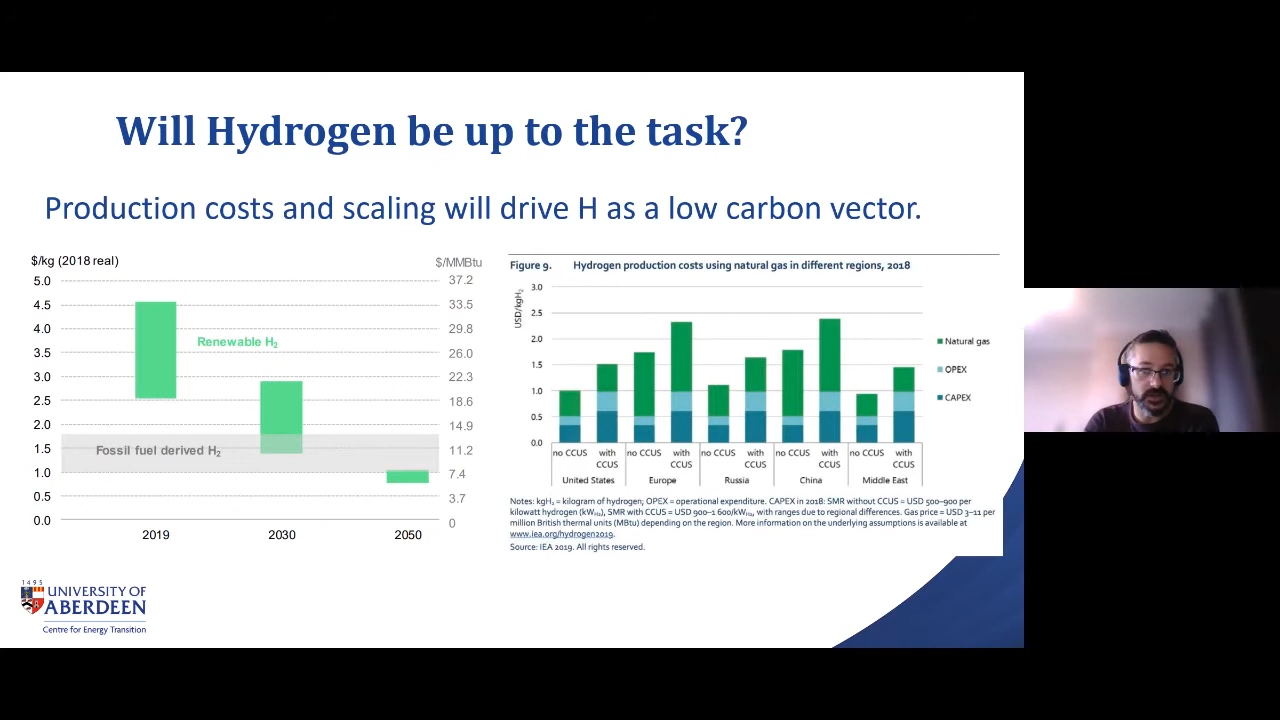 Will Hydrogen be up to the task?
Production costs and scaling will drive H as a low carbon vector.
$/kg (2018 real)
$/MMBtu
5.0
4.5
4.0
3.5
3.0
2.5
2.0
1.5
1.0
0.5
0.0
Renewable H₂
Fossil fuel derived H₂
37.2
33.5
29.8
26.0
22.3
18.6
14.9
11.2
7.4
3.7
0
2019 2030 2050
Figure 9. Hydrogen production costs using natural gas in different regions, 2018
USD/kgH₂
3.0
2.5
2.0
1.5
1.0
0.5
0.0
Natural gas
OPEX
CAPEX
no CCUS with CCUS no CCUS with CCUS no CCUS with CCUS no CCUS with CCUS no CCUS with CCUS
United States Europe Russia China Middle East
Notes: kgH₂ = kilogram of hydrogen; OPEX = operational expenditure. CAPEX in 2018: SMR without CCUS = USD 500–900 per
kilowatt hydrogen (kWH₂), SMR with CCUS = USD 900–1 600/kWH₂, with ranges due to regional differences. Gas price = USD 3–11 per
million British thermal units (MBtu) depending on the region. More information on the underlying assumptions is available at
www.iea.org/hydrogen2019.
Source: IEA 2019. All rights reserved.
1495
UNIVERSITY OF
ABERDEEN
Centre for Energy Transition